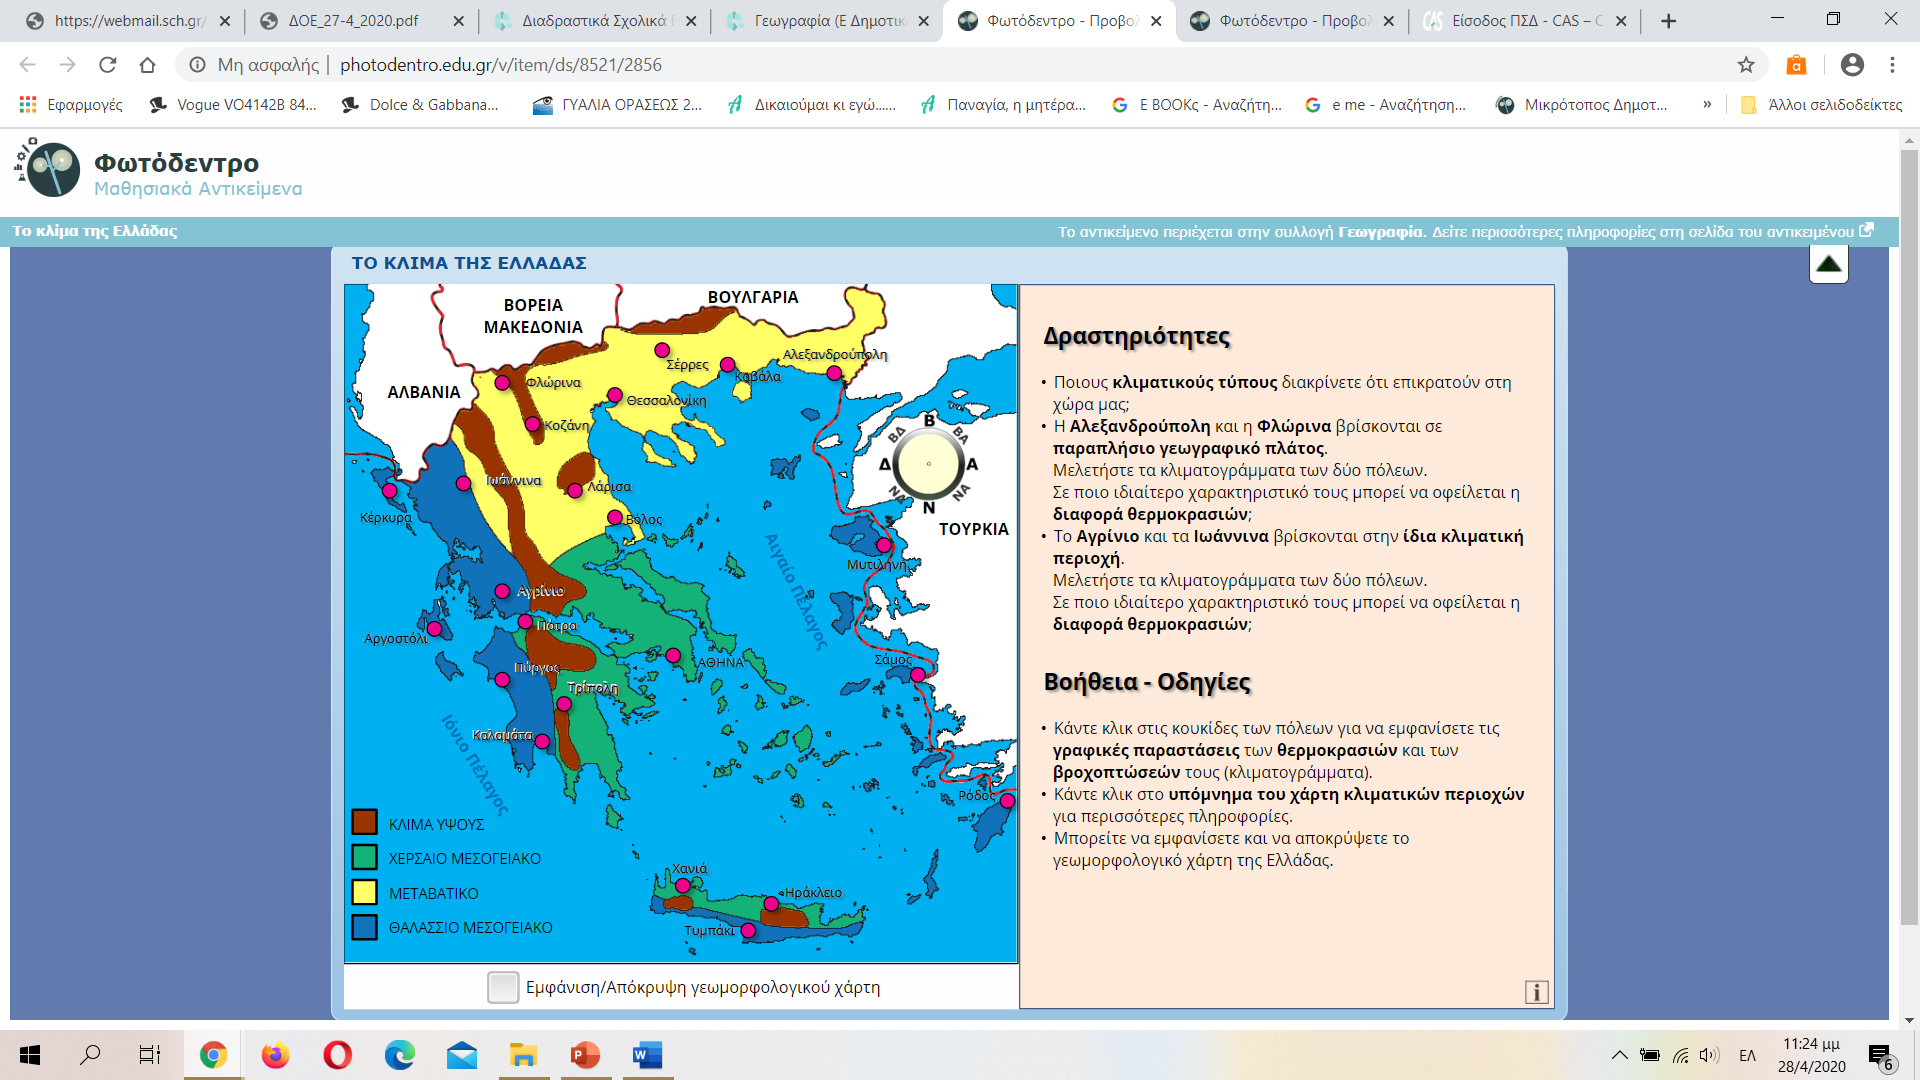 https://webmail.sch.gr/
ΔΟΕ_27-4_2020.pdf
Διαδραστικά Σχολικά
Γεωγραφία (Ε Δημοτικ
Φωτόδεντρο - Προβολ
Φωτόδεντρο - Προβολ
Είσοδος ΠΣΔ - CAS – C
Μη ασφαλής
photodentro.edu.gr/v/item/ds/8521/2856
Εφαρμογές
Vogue VO4142B 84...
Dolce & Gabbana...
ΓΥΑΛΙΑ ΟΡΑΣΕΩΣ 2...
Δικαιούμαι κι εγώ......
Παναγία, η μητέρα...
E BOOKς - Αναζήτη...
e me - Αναζήτηση...
Μικρότοπος Δημοτ...
»
Άλλοι σελιδοδείκτες
Φωτόδεντρο
Μαθησιακά Αντικείμενα
Το κλίμα της Ελλάδας
Το αντικείμενο περιέχεται στην συλλογή Γεωγραφία. Δείτε περισσότερες πληροφορίες στη σελίδα του αντικειμένου
ΤΟ ΚΛΙΜΑ ΤΗΣ ΕΛΛΑΔΑΣ
ΒΟΡΕΙΑ
ΜΑΚΕΔΟΝΙΑ
ΒΟΥΛΓΑΡΙΑ
ΑΛΒΑΝΙΑ
ΤΟΥΡΚΙΑ
Αλεξανδρούπολη
Σέρρες
Καβάλα
Φλώρινα
Θεσσαλονίκη
Κοζάνη
Β
ΒΔ
ΒΑ
Δ
Α
ΝΔ
ΝΑ
Ν
Ιωάννινα
Λάρισα
Κέρκυρα
Βόλος
Αιγαίο Πέλαγος
Μυτιλήνη
Αγρίνιο
Πάτρα
Αργοστόλι
ΑΘΗΝΑ
Σάμος
Πύργος
Τρίπολη
Καλαμάτα
Ιόνιο Πέλαγος
Ρόδος
Χανιά
Ηράκλειο
Τυμπάκι
ΚΛΙΜΑ ΥΨΟΥΣ
ΧΕΡΣΑΙΟ ΜΕΣΟΓΕΙΑΚΟ
ΜΕΤΑΒΑΤΙΚΟ
ΘΑΛΑΣΣΙΟ ΜΕΣΟΓΕΙΑΚΟ
Εμφάνιση/Απόκρυψη γεωμορφολογικού χάρτη
Δραστηριότητες
• Ποιους κλιματικούς τύπους διακρίνετε ότι επικρατούν στη
χώρα μας;
• Η Αλεξανδρούπολη και η Φλώρινα βρίσκονται σε
παραπλήσιο γεωγραφικό πλάτος.
Μελετήστε τα κλιματογράμματα των δύο πόλεων.
Σε ποιο ιδιαίτερο χαρακτηριστικό τους μπορεί να οφείλεται η
διαφορά θερμοκρασιών;
• Το Αγρίνιο και τα Ιωάννινα βρίσκονται στην ίδια κλιματική
περιοχή.
Μελετήστε τα κλιματογράμματα των δύο πόλεων.
Σε ποιο ιδιαίτερο χαρακτηριστικό τους μπορεί να οφείλεται η
διαφορά θερμοκρασιών;
Βοήθεια - Οδηγίες
• Κάντε κλικ στις κουκίδες των πόλεων για να εμφανίσετε τις
γραφικές παραστάσεις των θερμοκρασιών και των
βροχοπτώσεών τους (κλιματογράμματα).
• Κάντε κλικ στο υπόμνημα του χάρτη κλιματικών περιοχών
για περισσότερες πληροφορίες.
• Μπορείτε να εμφανίσετε και να αποκρύψετε το
γεωμορφολογικό χάρτη της Ελλάδας.
i
ΕΛ
11:24 μμ
28/4/2020
6